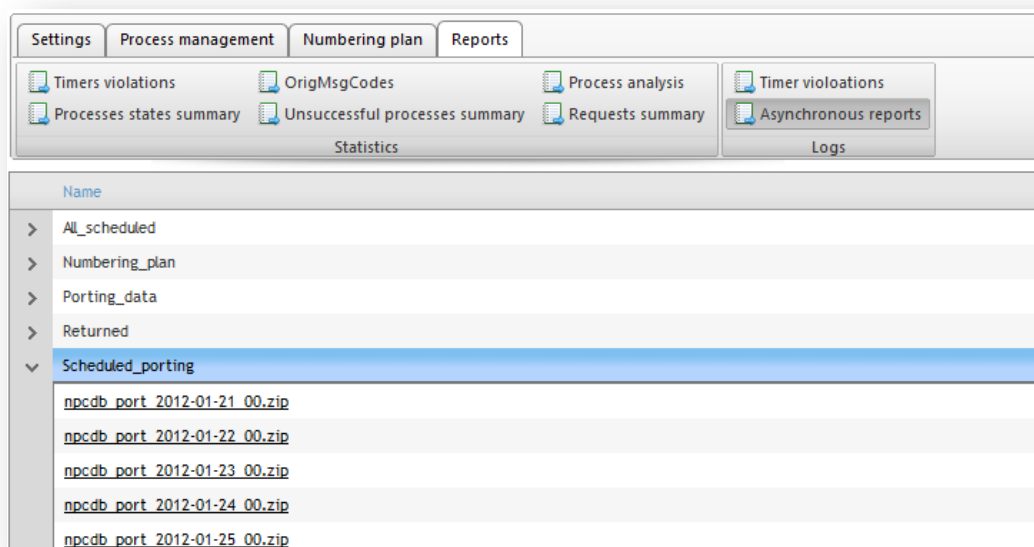 Settings Process management Numbering plan Reports
Timers violations OrigMsgCodes Process analysis Timer violoations
Processes states summary Unsuccessful processes summary Requests summary Asynchronous reports
Statistics Logs
Name
All_scheduled
Numbering_plan
Porting_data
Returned
Scheduled_porting
npcdb_port_2012-01-21_00.zip
npcdb_port_2012-01-22_00.zip
npcdb_port_2012-01-23_00.zip
npcdb_port_2012-01-24_00.zip
npcdb_port_2012-01-25_00.zip